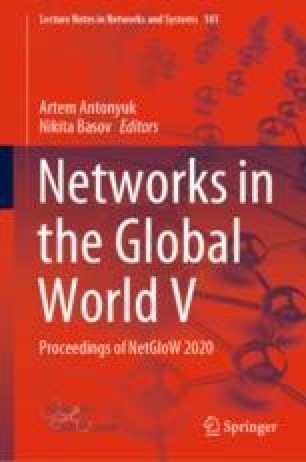 Lecture Notes in Networks and Systems 181
Artem Antonyuk
Nikita Basov Editors
Networks in
the Global
World V
Proceedings of NetGloW 2020
Springer